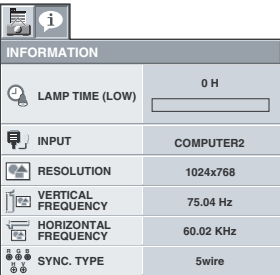 INFORMATION
LAMP TIME (LOW)
0 H
INPUT
COMPUTER2
RESOLUTION
1024x768
VERTICAL
FREQUENCY
75.04 Hz
HORIZONTAL
FREQUENCY
60.02 KHz
R G B
H V
SYNC. TYPE
5wire